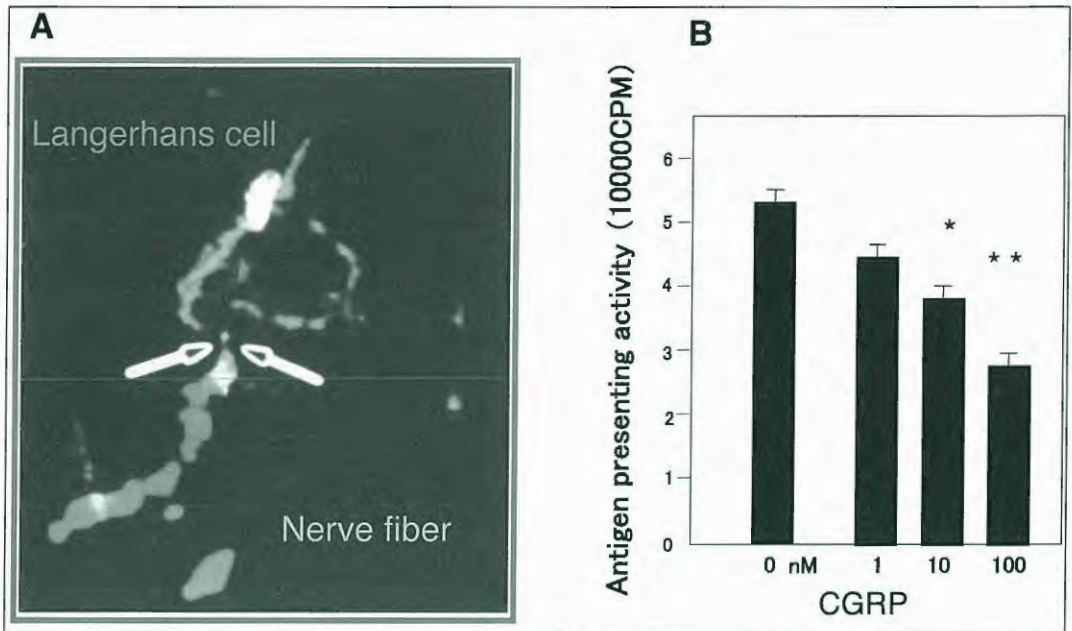 A
Langerhans cell
Nerve fiber
B
Antigen presenting activity (10000CPM)
6
5
4
3
2
1
0
*
**
0 nM 1 10 100
CGRP